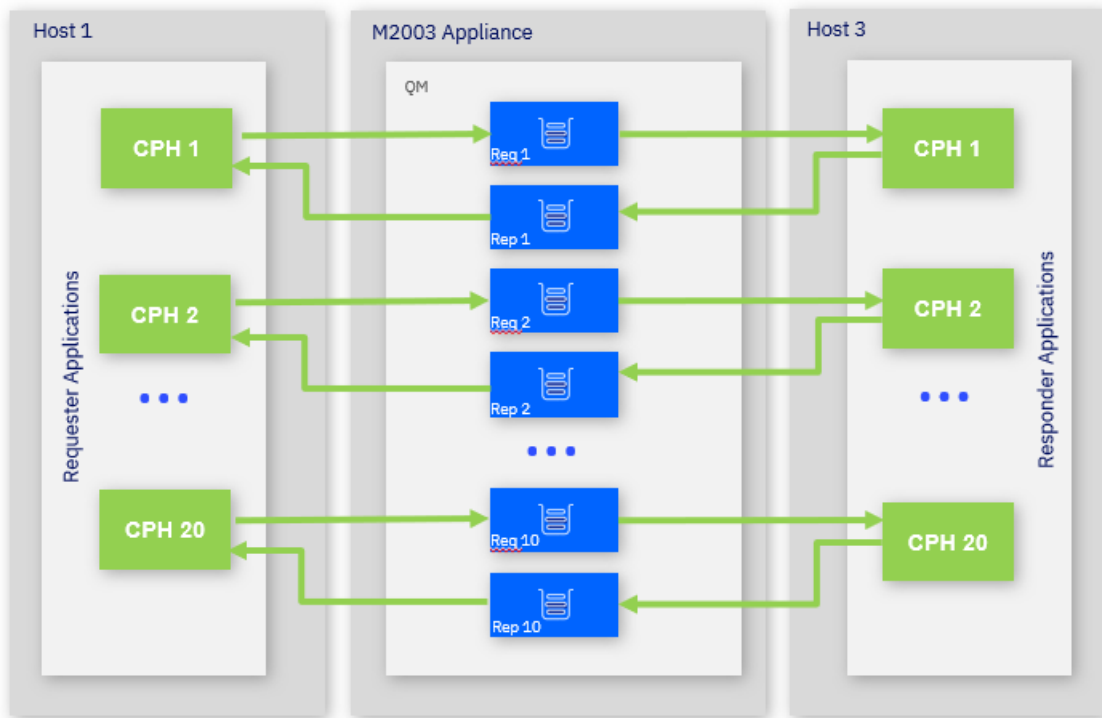 Host 1
M2003 Appliance
Host 3
QM
CPH 1
Req 1
CPH 1
Rep 1
Requester Applications
CPH 2
Req 2
CPH 2
Rep 2
Responder Applications
CPH 20
Req 10
CPH 20
Rep 10